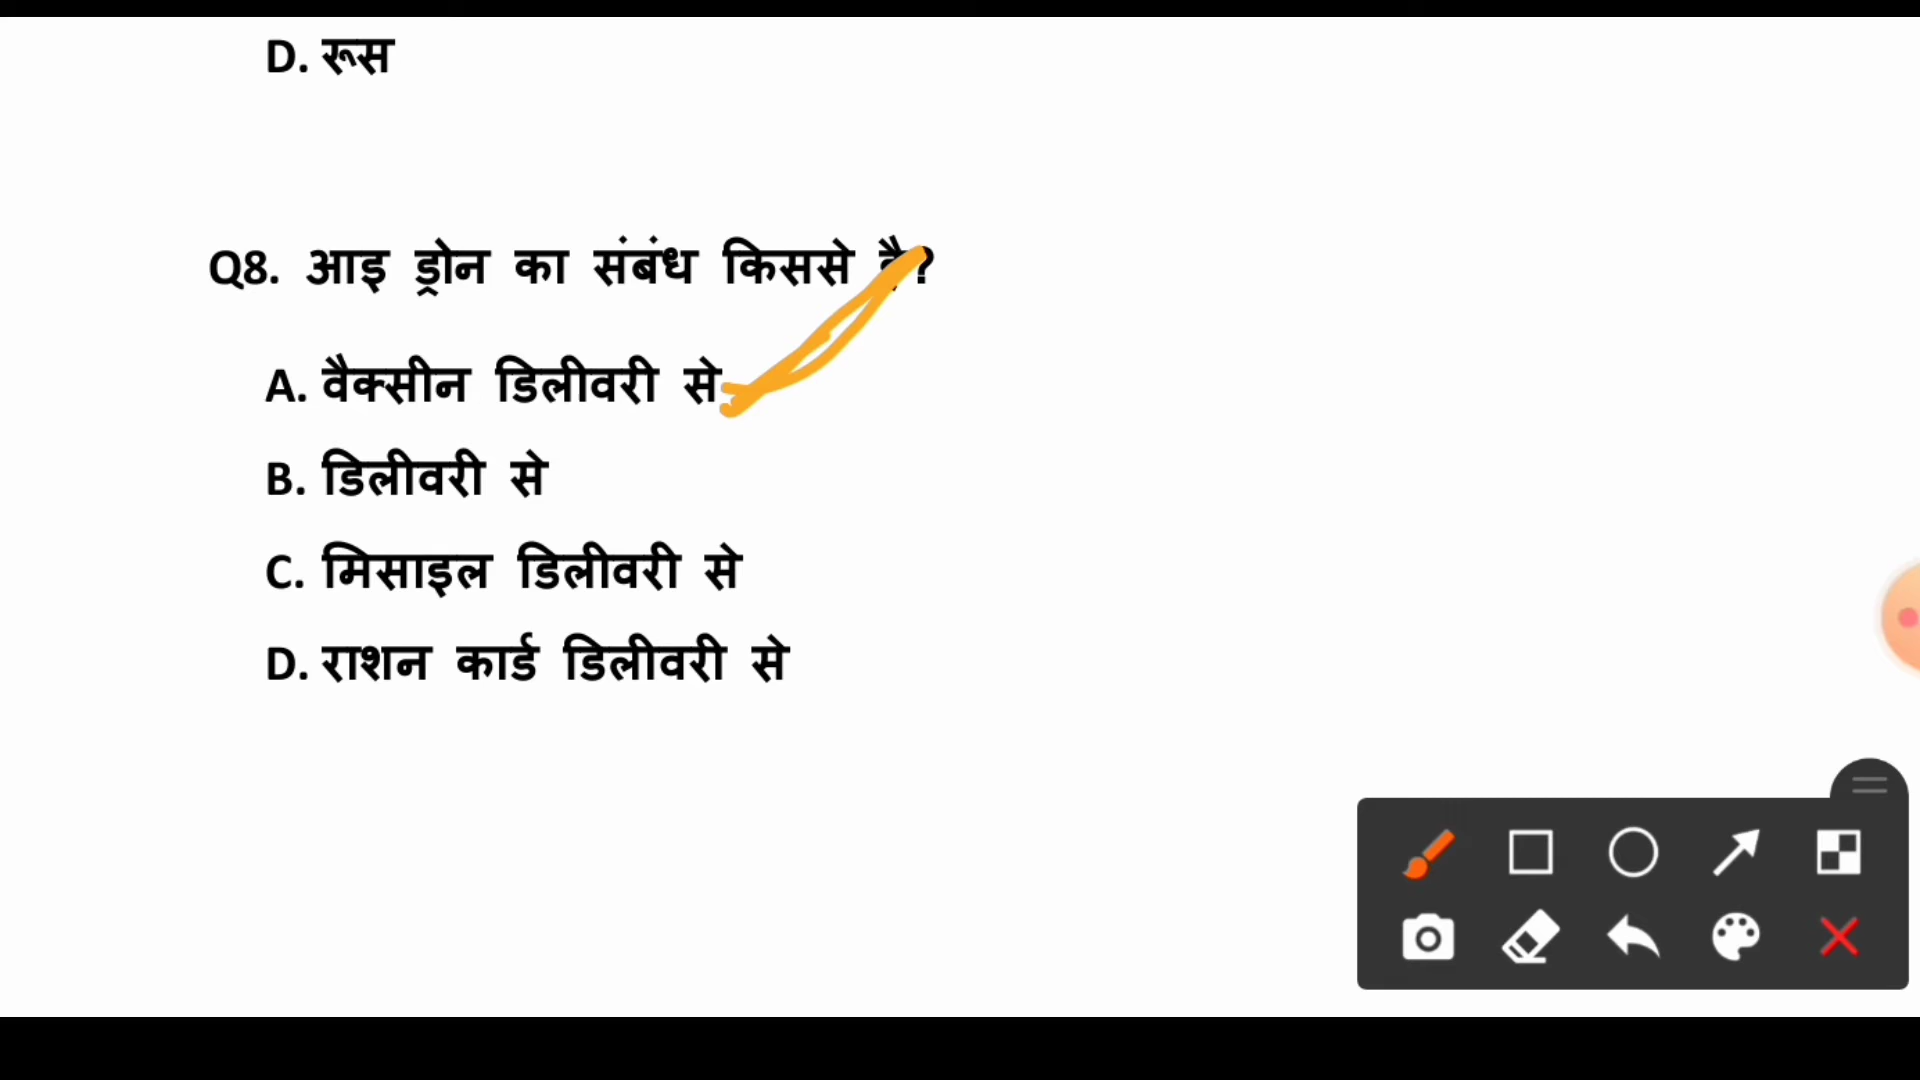 D. रूस
Q8. आइ ड्रोन का संबंध किससे है?
A. वैक्सीन डिलीवरी से
B. डिलीवरी से
C. मिसाइल डिलीवरी से
D. राशन कार्ड डिलीवरी से